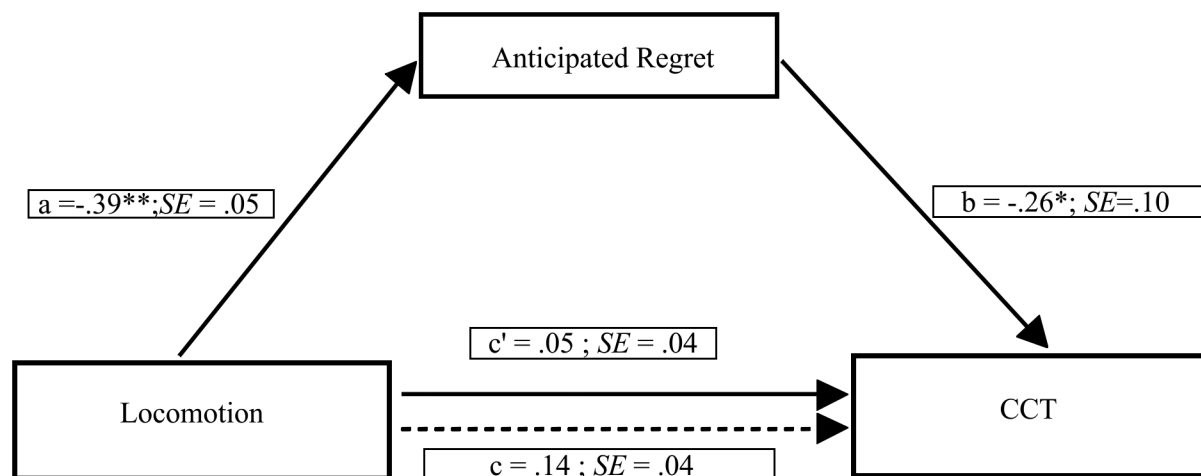 Anticipated Regret
a =-.39**;SE = .05
b = -.26*; SE=.10
c' = .05 ; SE = .04
Locomotion
CCT
c = .14 ; SE = .04